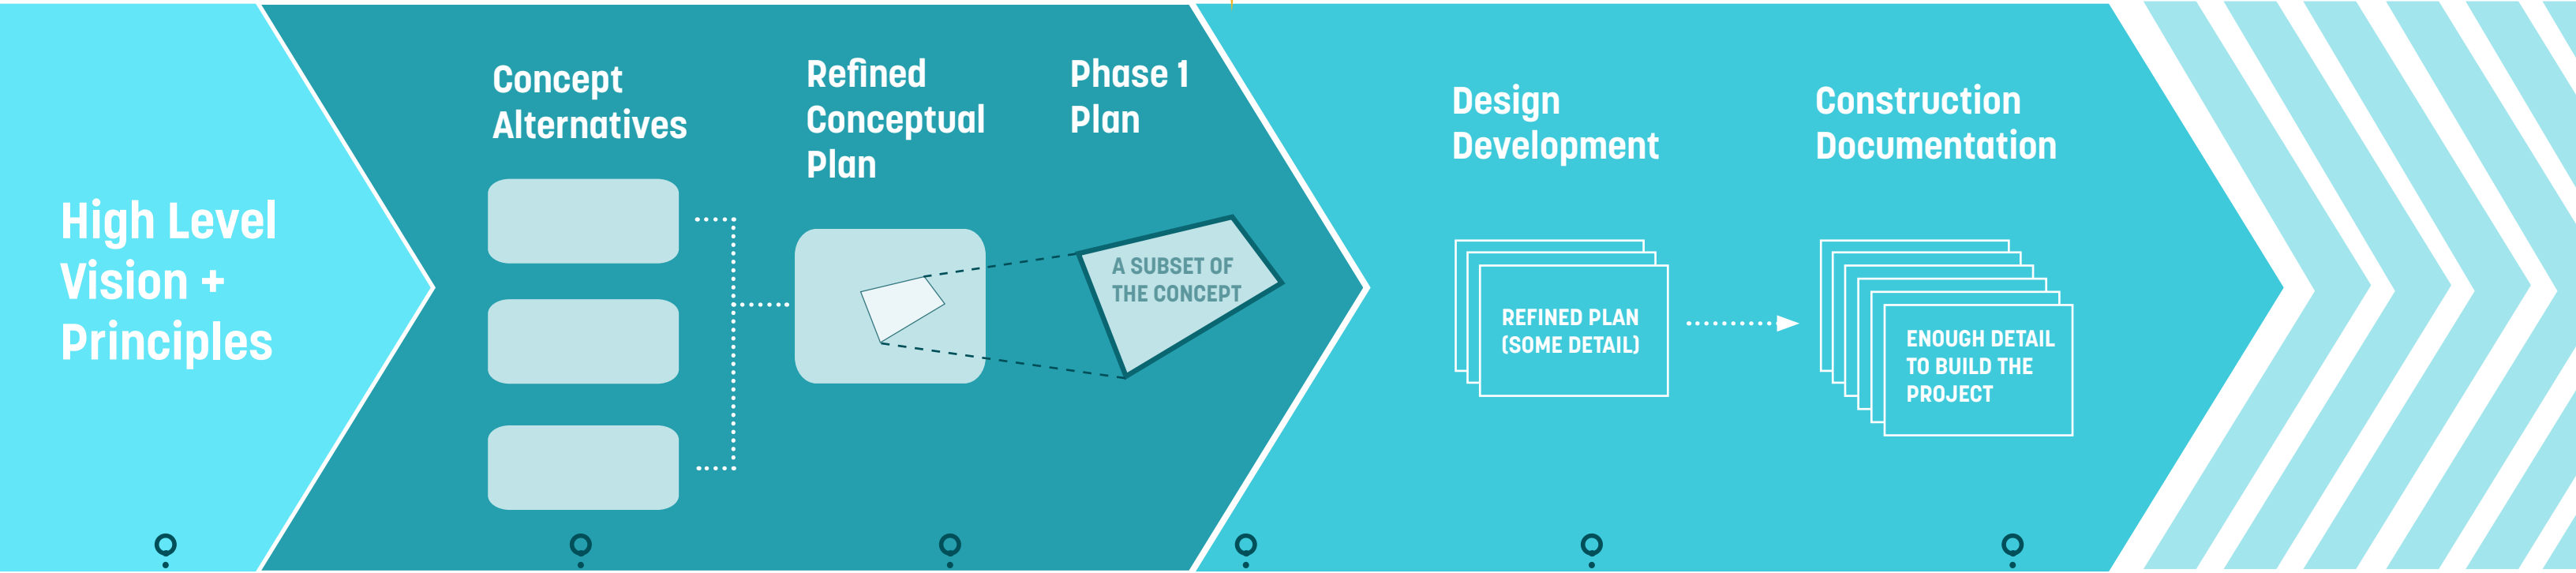 High Level
Vision +
Principles
Concept
Alternatives
Refined
Conceptual
Plan
Phase 1
Plan
A SUBSET OF
THE CONCEPT
Design
Development
REFINED PLAN
(SOME DETAIL)
Construction
Documentation
ENOUGH DETAIL
TO BUILD THE
PROJECT